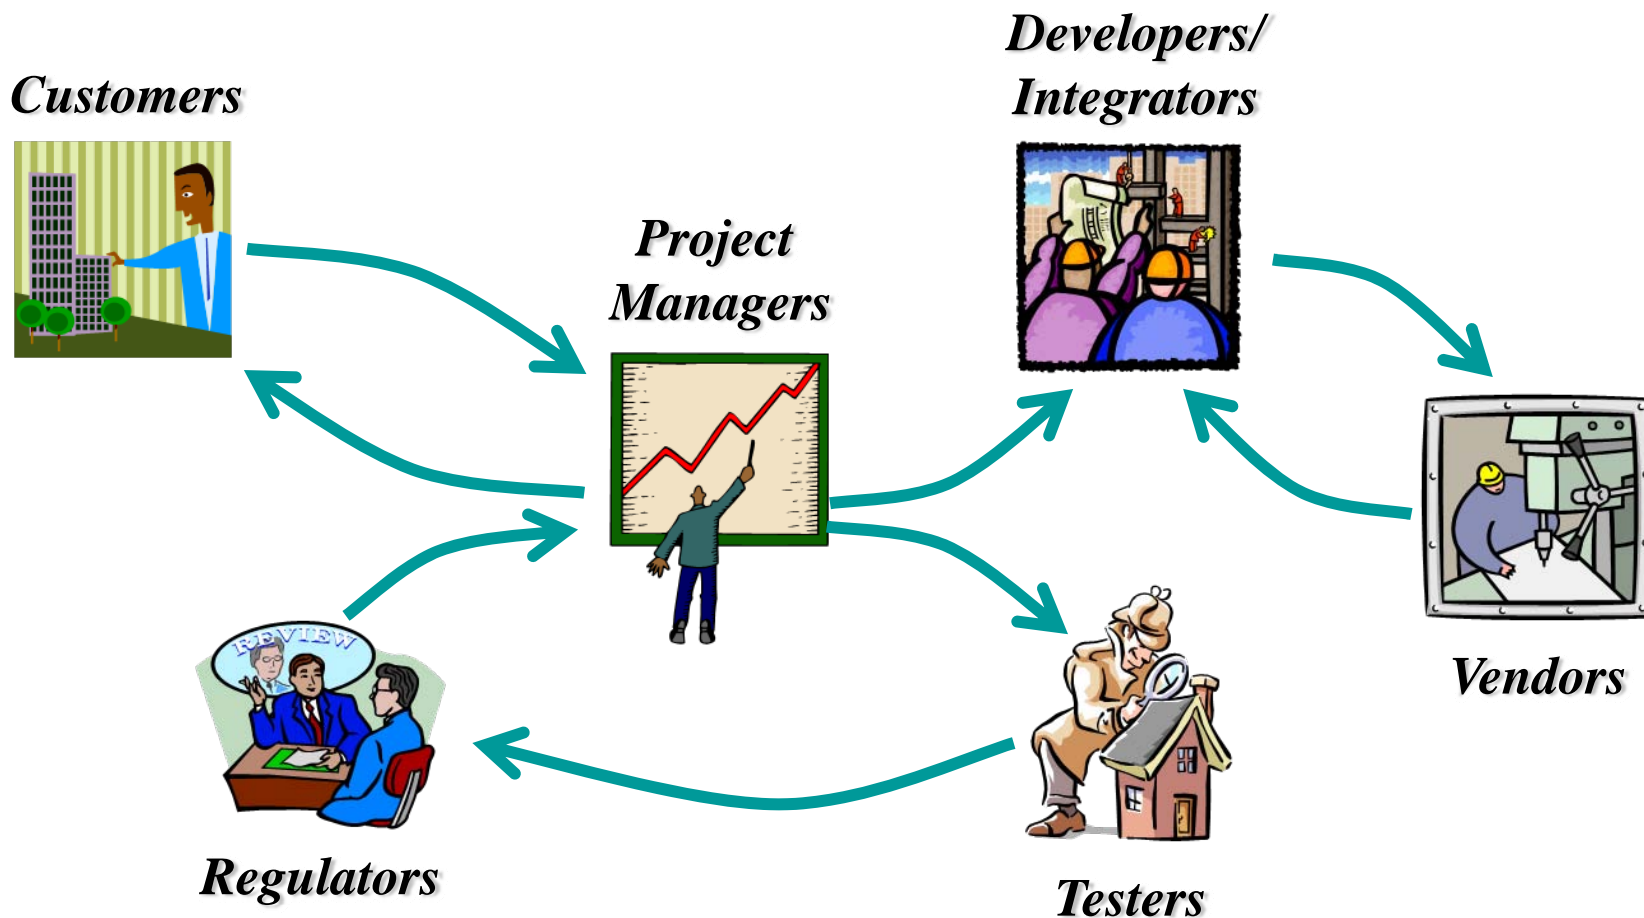 Customers
Developers/
Integrators
Project
Managers
REVIEW
Vendors
Regulators
Testers